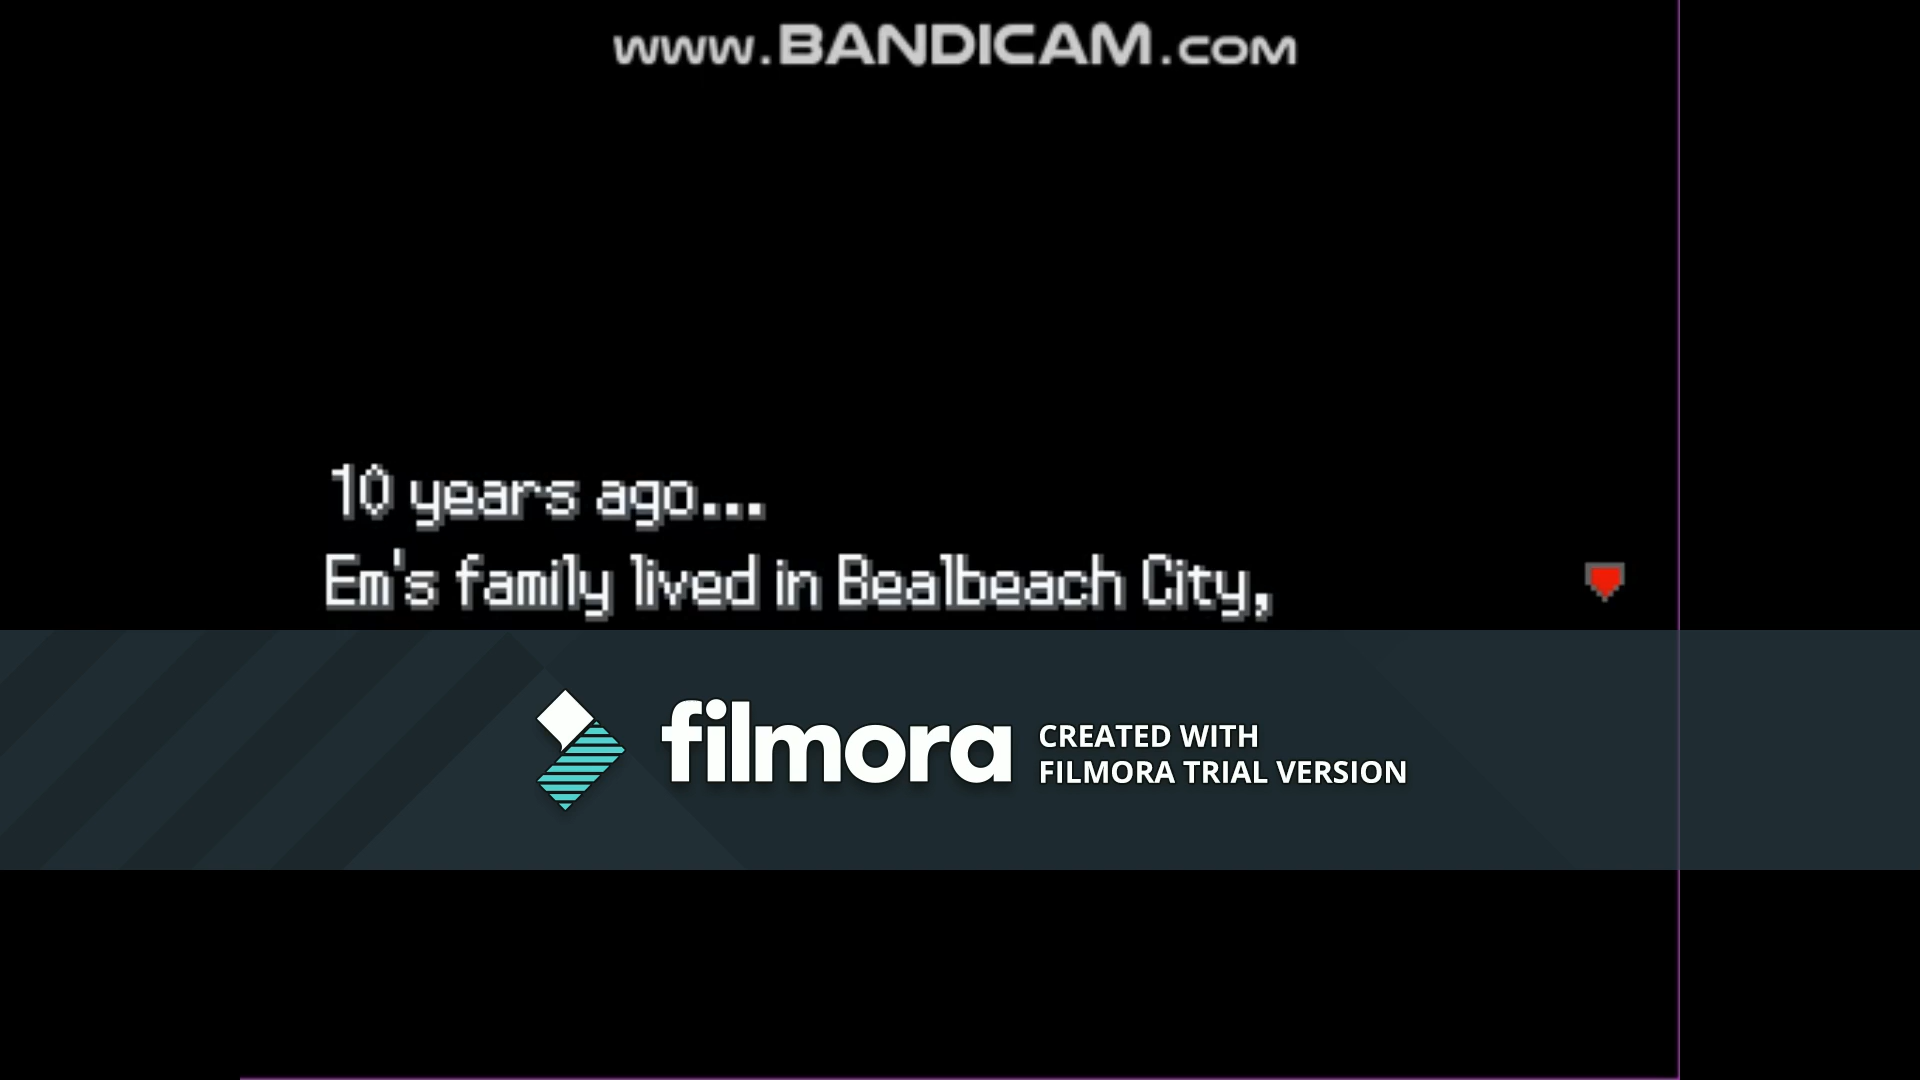 www.BANDICAM.com
10 years ago...
Em's family lived in Bealbeach City,
filmora
CREATED WITH
FILMORA TRIAL VERSION